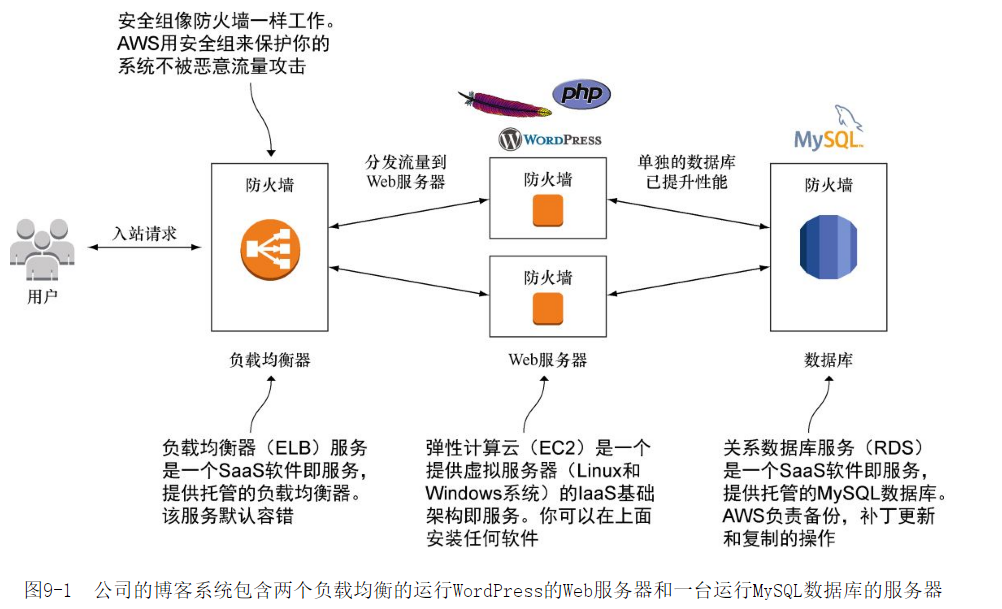 安全组像防火墙一样工作。
AWS用安全组来保护你的
系统不被恶意流量攻击
php
WORDPRESS
MySQL
防火墙
分发流量到
Web服务器
防火墙
单独的数据库
已提升性能
防火墙
入站请求
用户
防火墙
负载均衡器
Web服务器
数据库
负载均衡器（ELB）服务
是一个SaaS软件即服务，
提供托管的负载均衡器。
该服务默认容错
弹性计算云（EC2）是一个
提供虚拟服务器（Linux和
Windows系统）的IaaS基础
架构即服务。你可以在上面
安装任何软件
关系数据库服务（RDS）
是一个SaaS软件即服务，
提供托管的MySQL数据库。
AWS负责备份，补丁更新
和复制的操作
图9-1 公司的博客系统包含两个负载均衡的运行WordPress的Web服务器和一台运行MySQL数据库的服务器